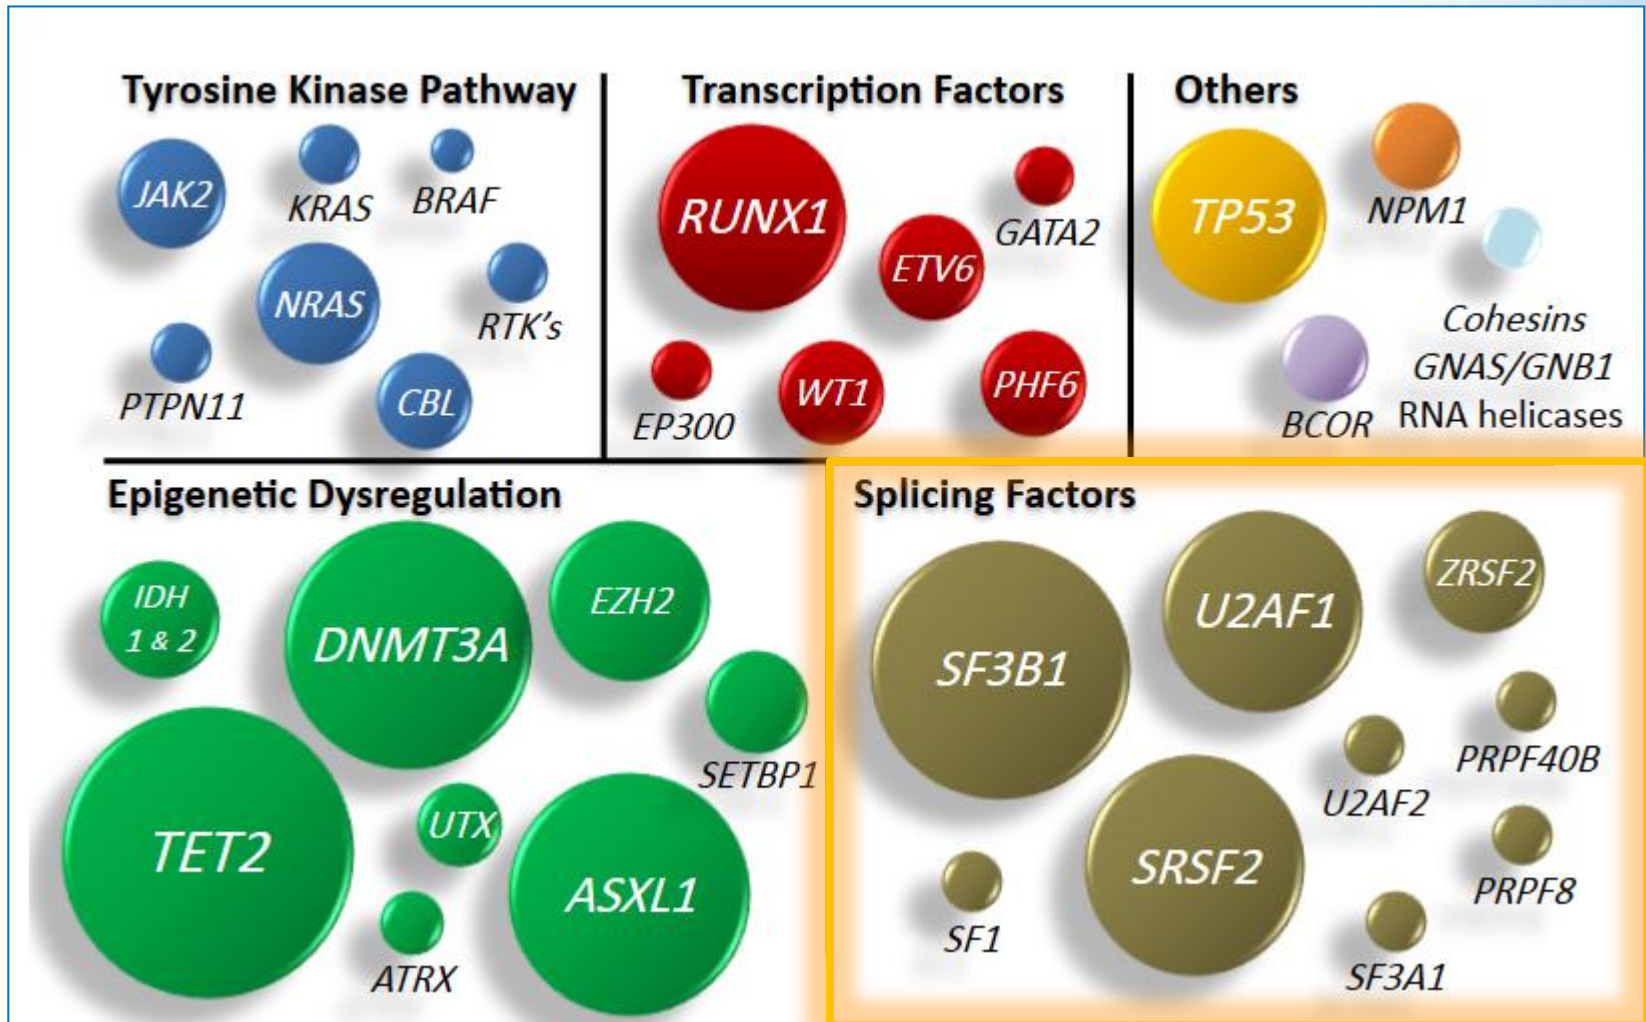 Tyrosine Kinase Pathway
JAK2
KRAS
BRAF
NRAS
RTK's
PTPN11
CBL
Transcription Factors
RUNX1
GATA2
ETV6
EP300
WT1
PHF6
Others
TP53
NPM1
Cohesins
GNAS/GNB1
RNA helicases
BCOR
Epigenetic Dysregulation
IDH
1 & 2
DNMT3A
EZH2
SETBP1
TET2
UTX
ASXL1
ATRX
Splicing Factors
SF3B1
U2AF1
ZRSF2
PRPF40B
U2AF2
SRSF2
PRPF8
SF1
SF3A1